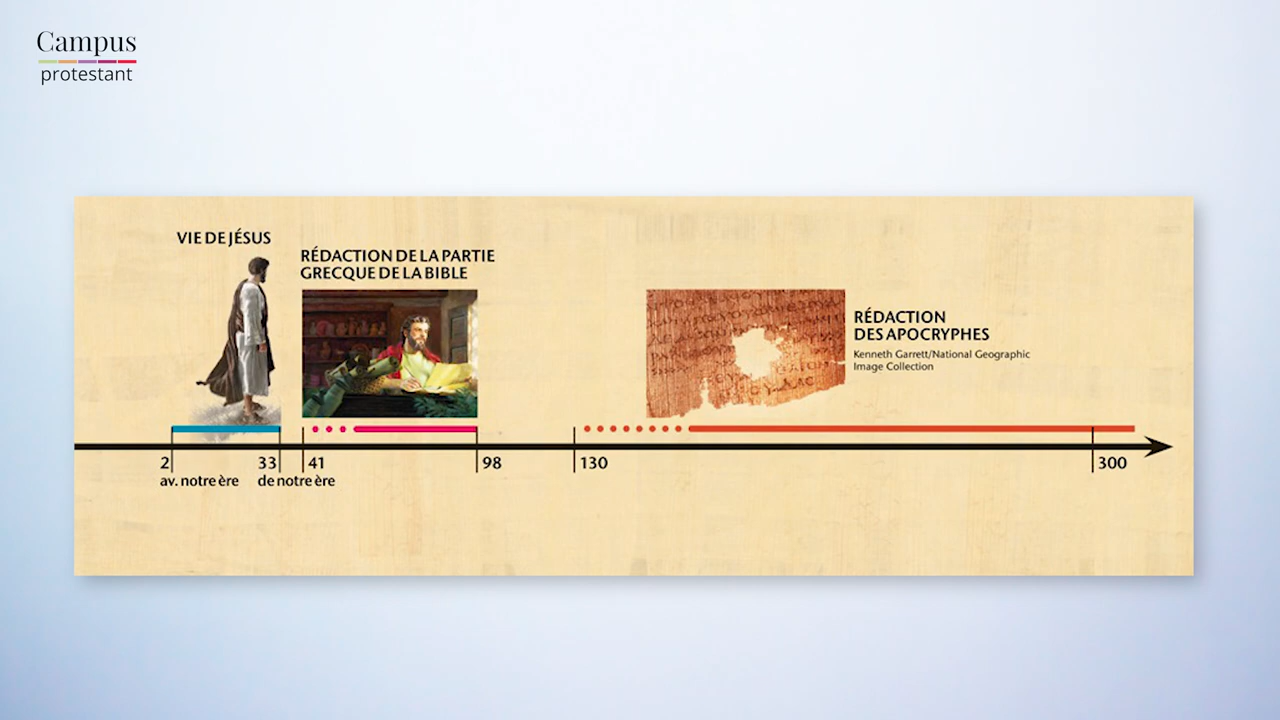 Campus
protestant
VIE DE JÉSUS
RÉDACTION DE LA PARTIE
GRECQUE DE LA BIBLE
RÉDACTION
DES APOCRYPHES
Kenneth Garrett/National Geographic
Image Collection
2
33
41
98
130
300
av. notre ère
de notre ère